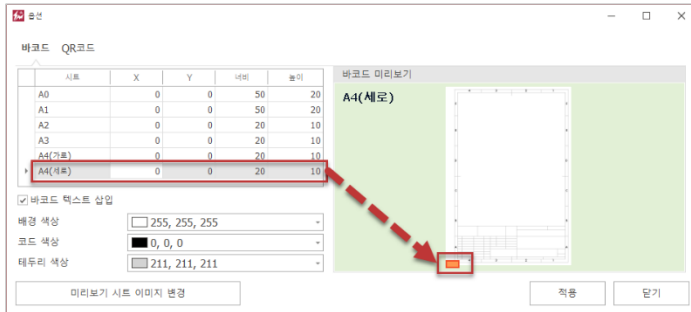 옵션
바코드 QR코드
시트 X Y 너비 높이
A0 0 0 50 20
A1 0 0 50 20
A2 0 0 20 10
A3 0 0 20 10
A4(가로) 0 0 20 10
A4(세로) 0 0 20 10
바코드 텍스트 삽입
배경 색상 255, 255, 255
코드 색상 0, 0, 0
테두리 색상 211, 211, 211
미리보기 시트 이미지 변경
바코드 미리보기
A4(세로)
적용 닫기